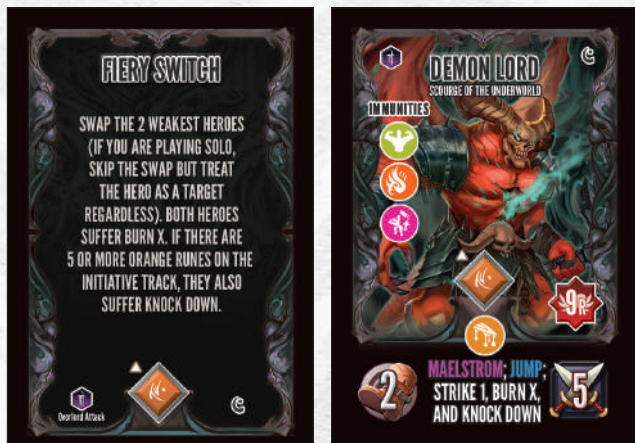 FIERY SWITCH
SWAP THE 2 WEAKEST HEROES
(IF YOU ARE PLAYING SOLO,
SKIP THE SWAP BUT TREAT
THE HERO AS A TARGET
REGARDLESS). BOTH HEROES
SUFFER BURN X. IF THERE ARE
5 OR MORE ORANGE RUNES ON THE
INITIATIVE TRACK, THEY ALSO
SUFFER KNOCK DOWN.
Overlord Attack
DEMON LORD
SCOURGE OF THE UNDERWORLD
IMMUNITIES
9R
2
MAELSTROM; JUMP;
STRIKE 1, BURN X,
AND KNOCK DOWN
5